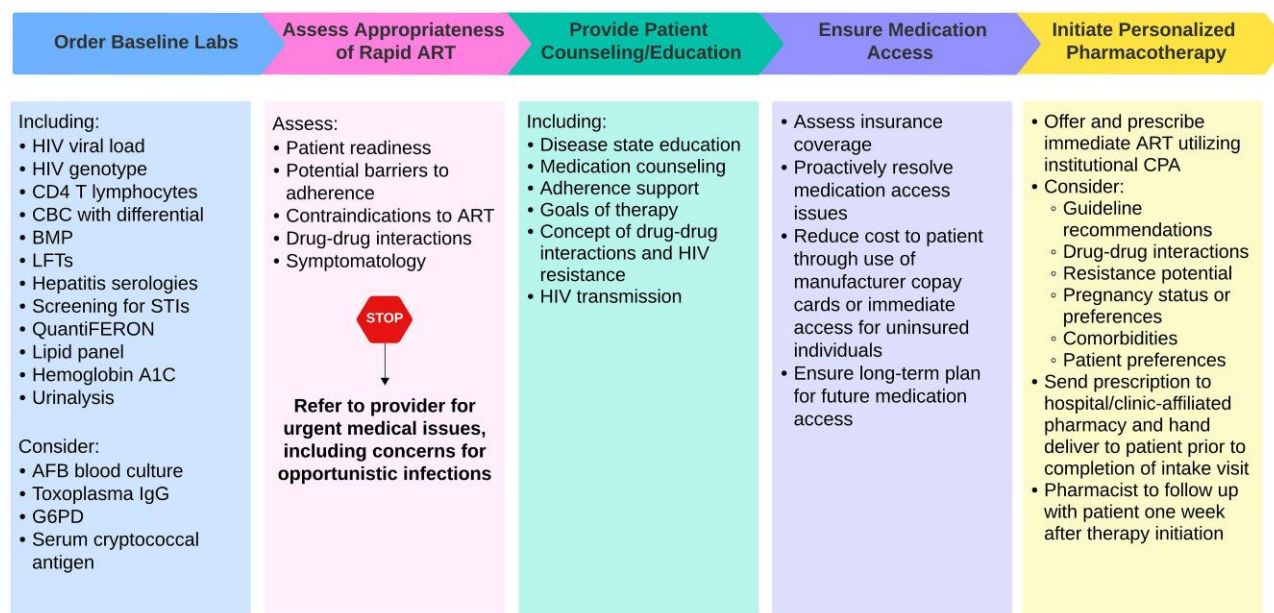 Order Baseline Labs
Assess Appropriateness
of Rapid ART
Provide Patient
Counseling/Education
Ensure Medication
Access
Initiate Personalized
Pharmacotherapy
Including:
• HIV viral load
• HIV genotype
• CD4 T lymphocytes
• CBC with differential
• BMP
• LFTs
• Hepatitis serologies
• Screening for STIs
• QuantiFERON
• Lipid panel
• Hemoglobin A1C
• Urinalysis
Consider:
• AFB blood culture
• Toxoplasma IgG
• G6PD
• Serum cryptococcal
antigen
Assess:
• Patient readiness
• Potential barriers to
adherence
• Contraindications to ART
• Drug-drug interactions
• Symptomatology
STOP
Refer to provider for
urgent medical issues,
including concerns for
opportunistic infections
Including:
• Disease state education
• Medication counseling
• Adherence support
• Goals of therapy
• Concept of drug-drug
interactions and HIV
resistance
• HIV transmission
• Assess insurance
coverage
• Proactively resolve
medication access
issues
• Reduce cost to patient
through use of
manufacturer copay
cards or immediate
access for uninsured
individuals
• Ensure long-term plan
for future medication
access
• Offer and prescribe
immediate ART utilizing
institutional CPA
• Consider:
◦ Guideline
recommendations
◦ Drug-drug interactions
◦ Resistance potential
◦ Pregnancy status or
preferences
◦ Comorbidities
◦ Patient preferences
• Send prescription to
hospital/clinic-affiliated
pharmacy and hand
deliver to patient prior to
completion of intake visit
• Pharmacist to follow up
with patient one week
after therapy initiation